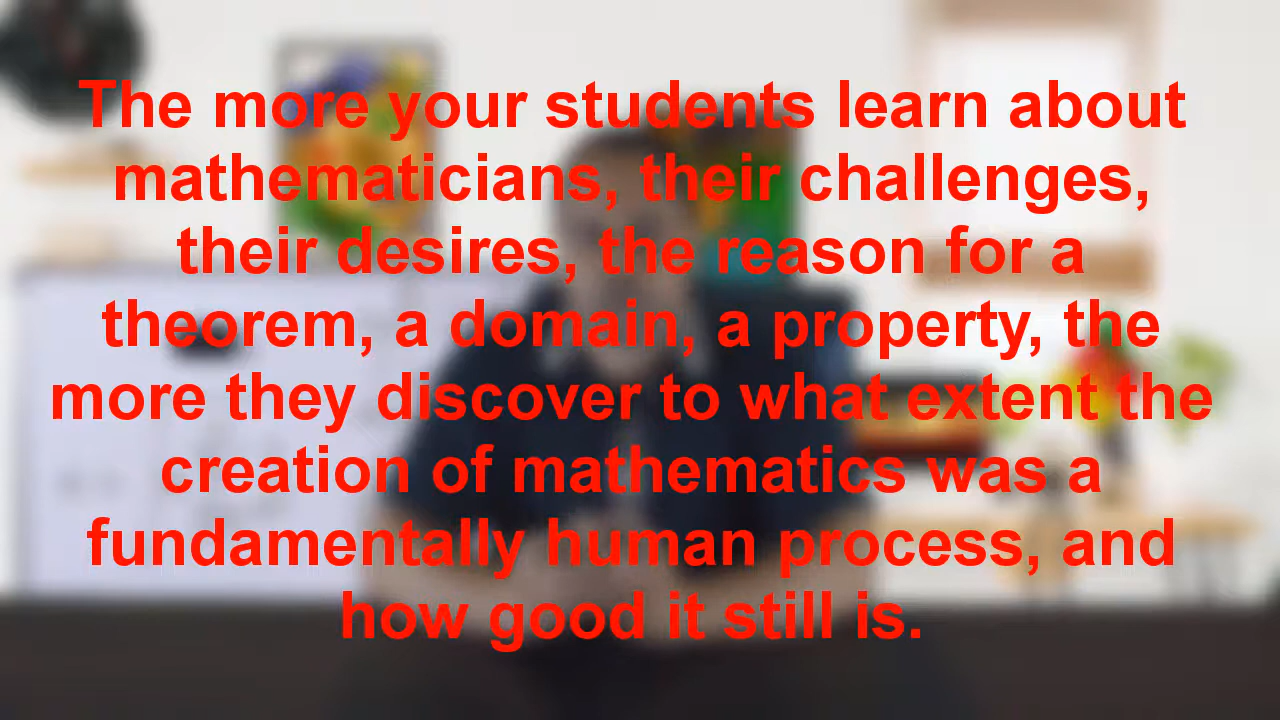 The more your students learn about
mathematicians, their challenges,
their desires, the reason for a
theorem, a domain, a property, the
more they discover to what extent the
creation of mathematics was a
fundamentally human process, and
how good it still is.